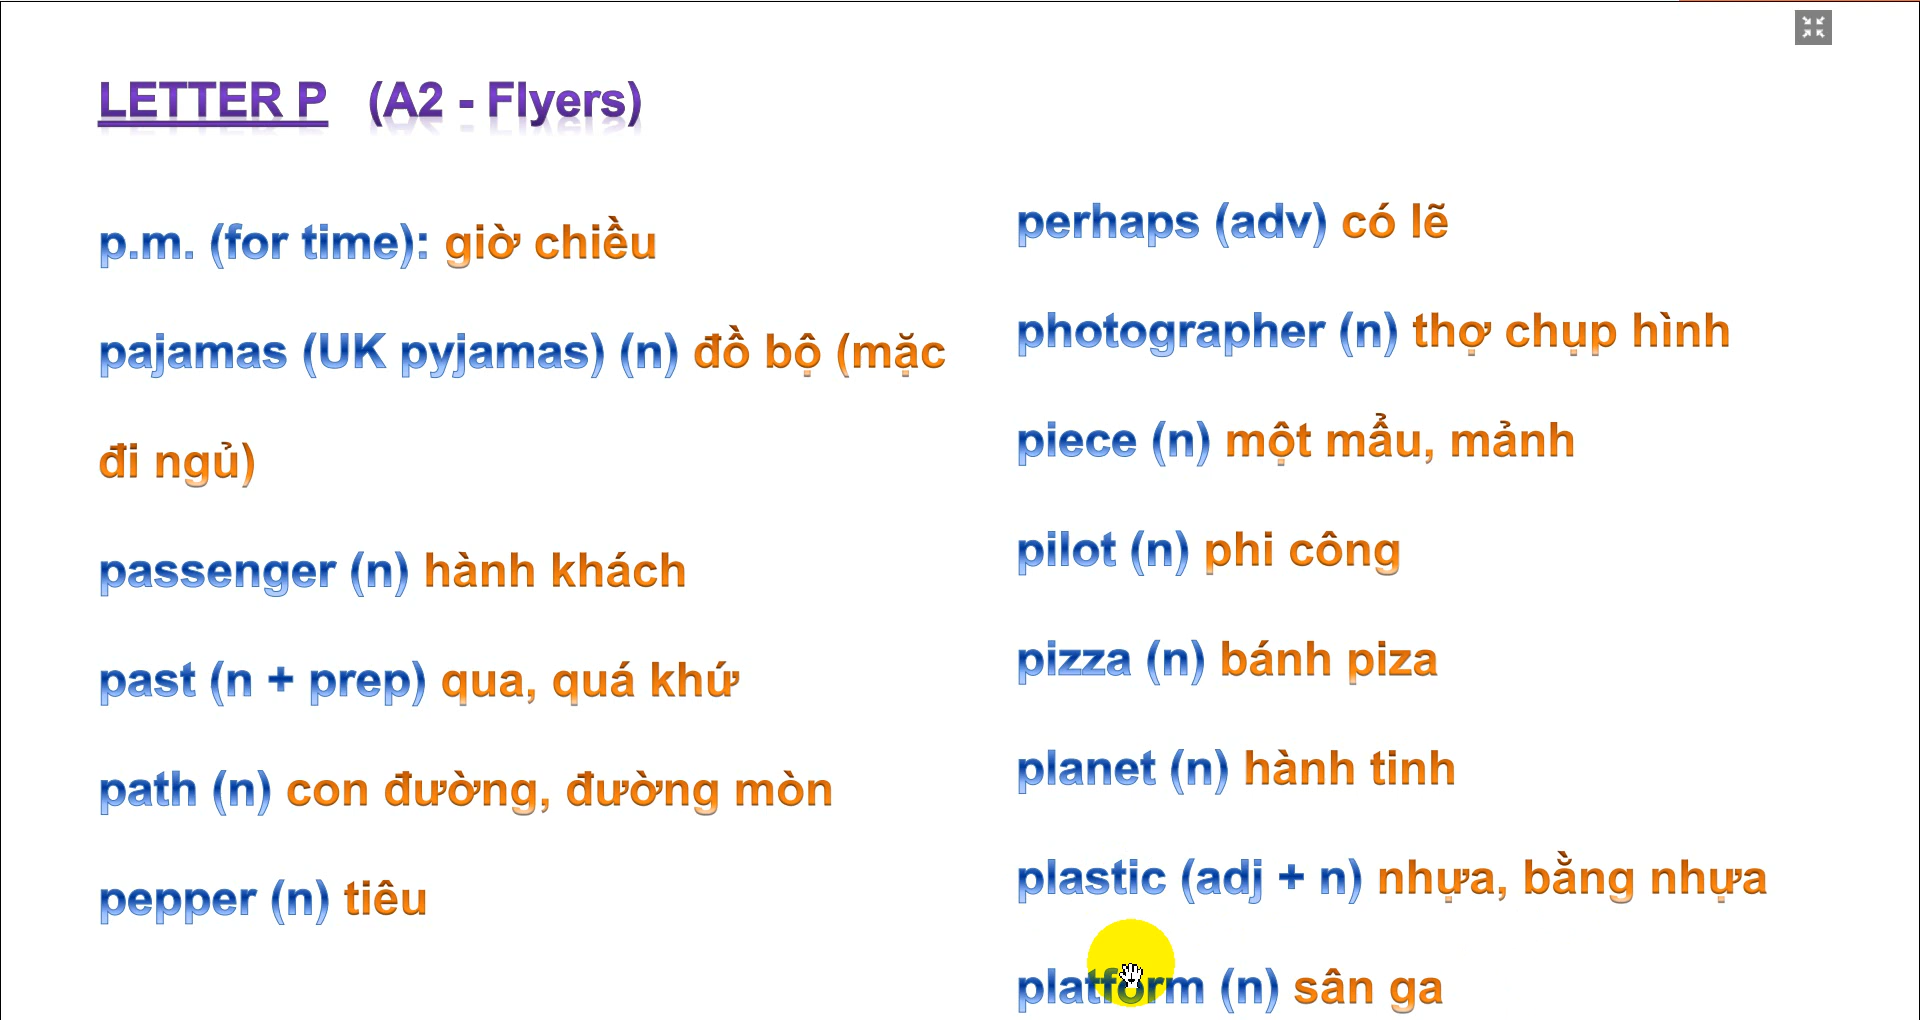 LETTER P (A2 - Flyers)
p.m. (for time): giờ chiều
pajamas (UK pyjamas) (n) đồ bộ (mặc
đi ngủ)
passenger (n) hành khách
past (n + prep) qua, quá khứ
path (n) con đường, đường mòn
pepper (n) tiêu
perhaps (adv) có lẽ
photographer (n) thợ chụp hình
piece (n) một mẩu, mảnh
pilot (n) phi công
pizza (n) bánh piza
planet (n) hành tinh
plastic (adj + n) nhựa, bằng nhựa
platform (n) sân ga